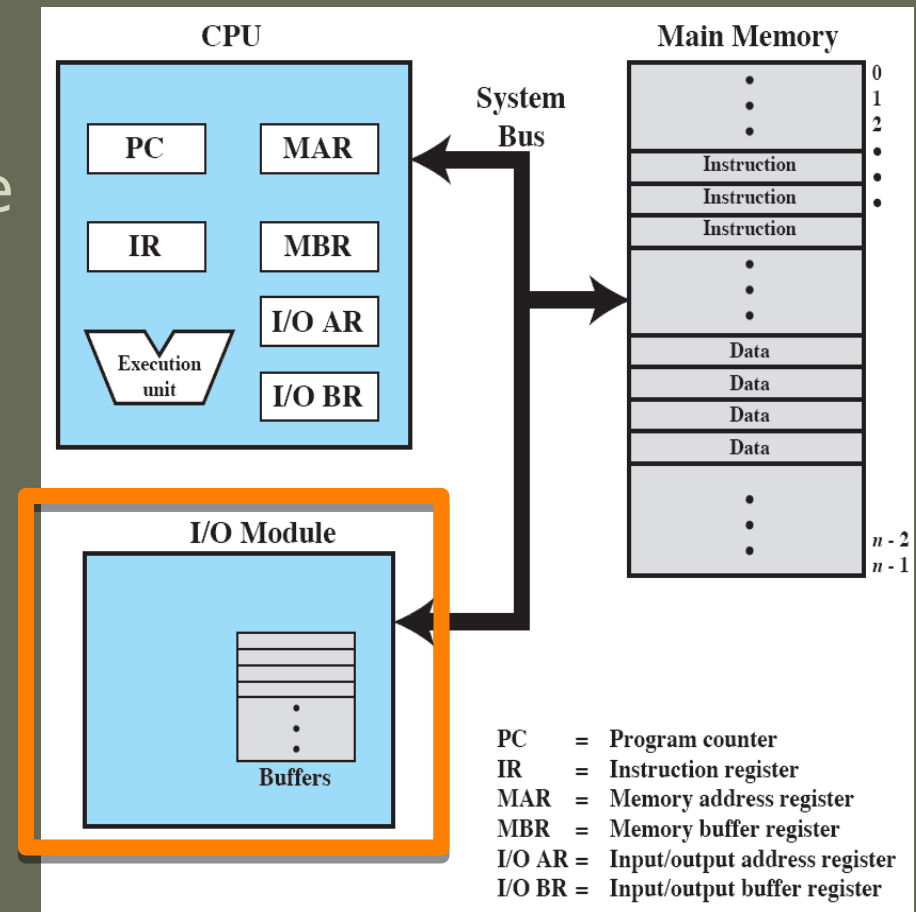 e
CPU
PC
MAR
IR
MBR
I/O AR
Execution
unit
I/O BR
System
Bus
Main Memory
0
1
2
Instruction
Instruction
Instruction
Data
Data
Data
Data
n - 2
n - 1
I/O Module
Buffers
PC = Program counter
IR = Instruction register
MAR = Memory address register
MBR = Memory buffer register
I/O AR = Input/output address register
I/O BR = Input/output buffer register